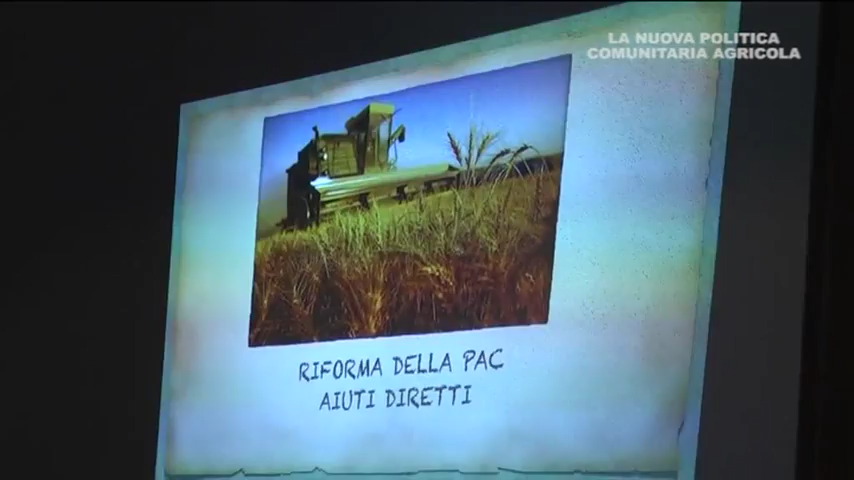 LA NUOVA POLITICA
COMUNITARIA AGRICOLA
RIFORMA DELLA PAC
AIUTI DIRETTI